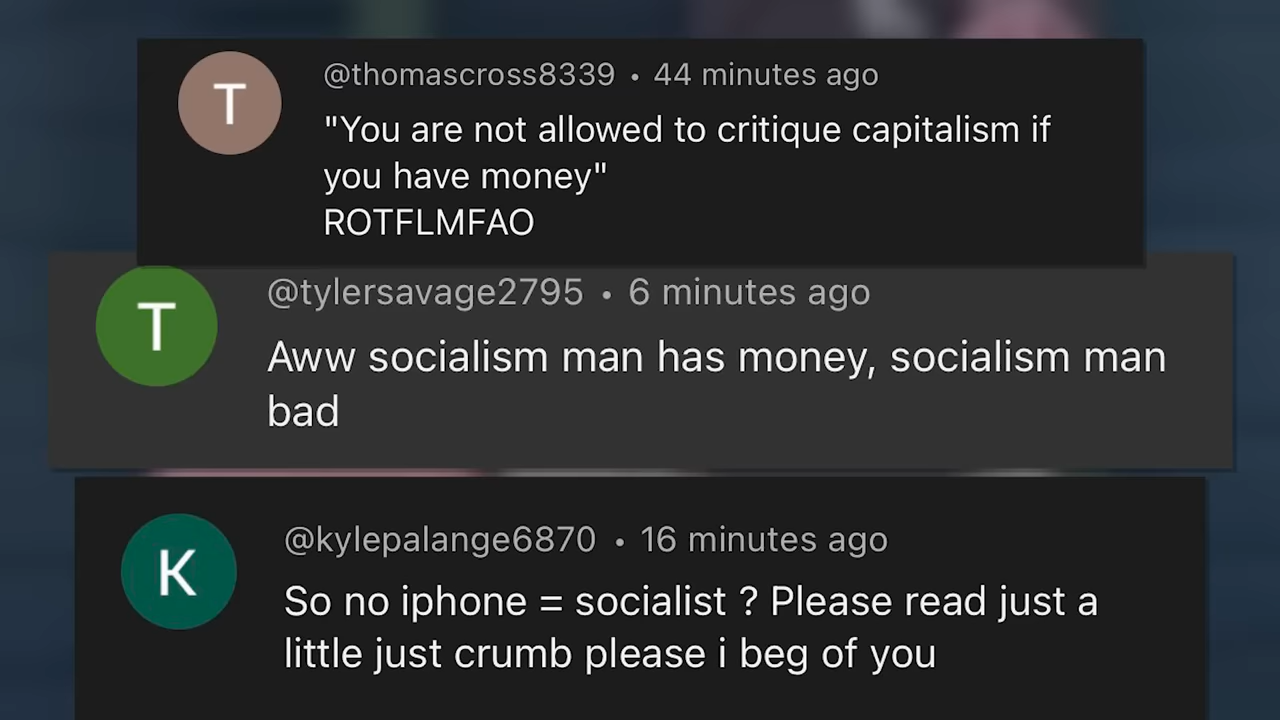 T
@thomascross8339 • 44 minutes ago
"You are not allowed to critique capitalism if
you have money"
ROTFLMFAO
T
@tylersavage2795 • 6 minutes ago
Aww socialism man has money, socialism man
bad
K
@kylepalange6870 • 16 minutes ago
So no iphone = socialist ? Please read just a
little just crumb please i beg of you